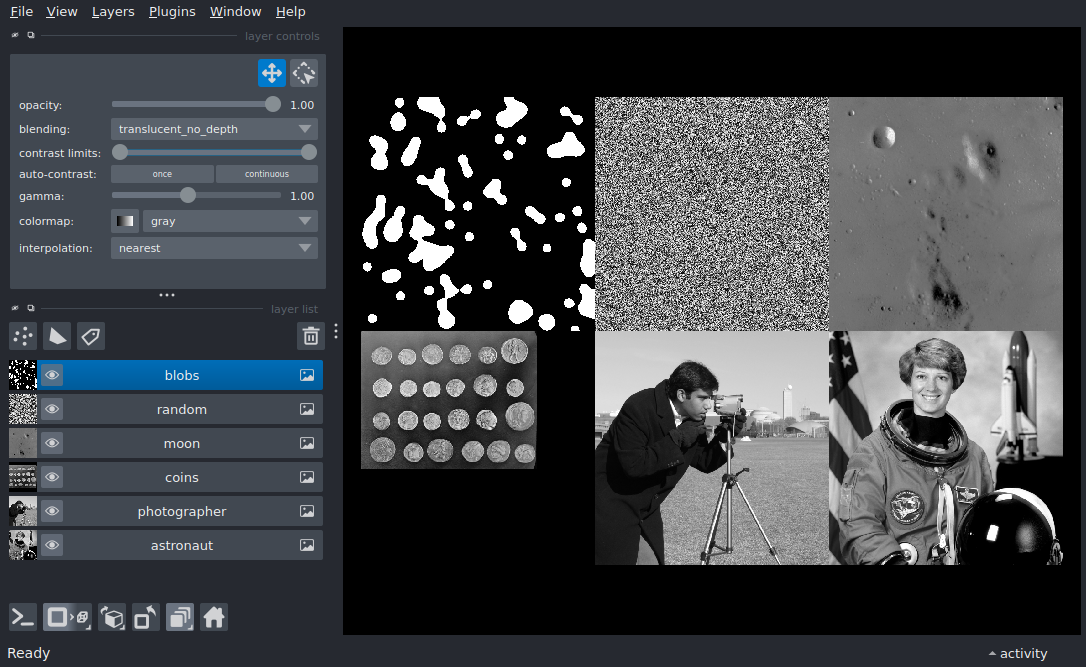 File View Layers Plugins Window Help
layer controls
opacity: 1.00
blending: translucent_no_depth
contrast limits:
auto-contrast: once continuous
gamma: 1.00
colormap: gray
interpolation: nearest
layer list
blobs
random
moon
coins
photographer
astronaut
Ready
activity